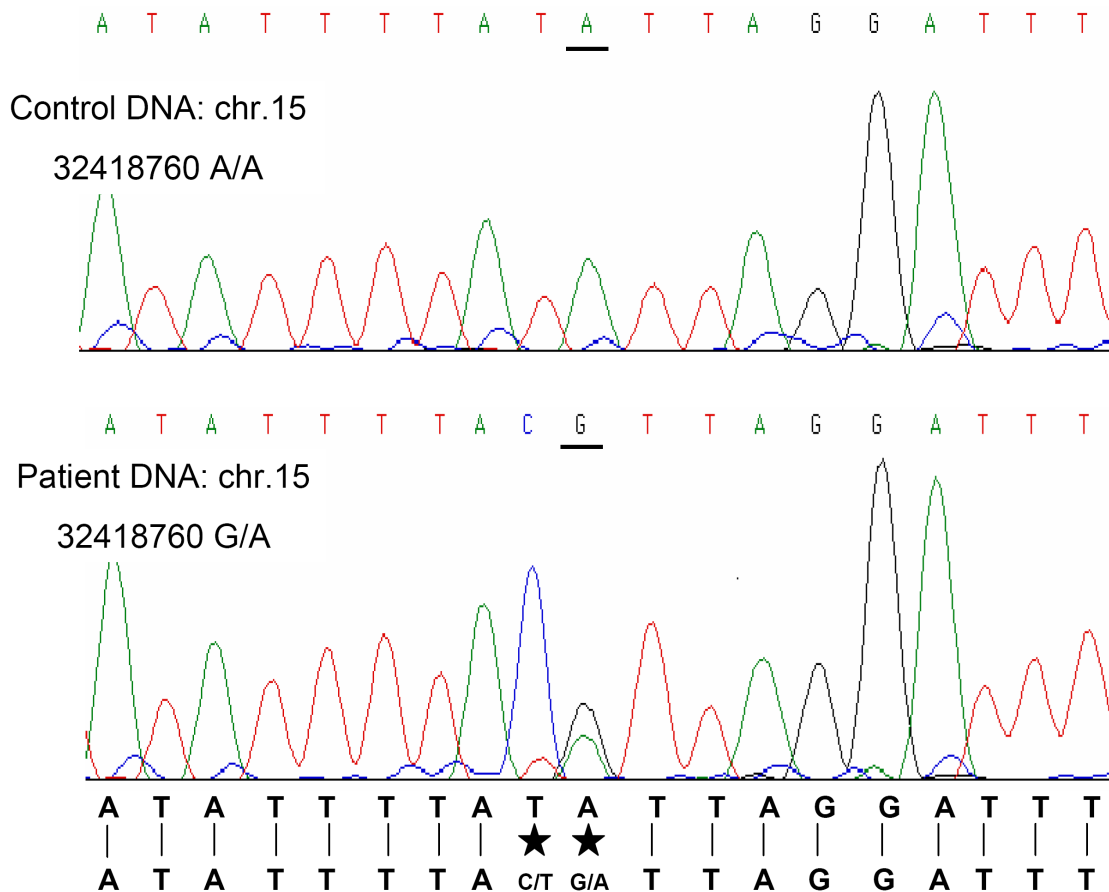 A T A T T T T A T A T T A G G A T T T
Control DNA: chr.15
32418760 A/A
A T A T T T T A C G T T A G G A T T T
Patient DNA: chr.15
32418760 G/A
A T A T T T T A T A T T A G G A T T T
A T A T T T T A C/T G/A T T A G G A T T T